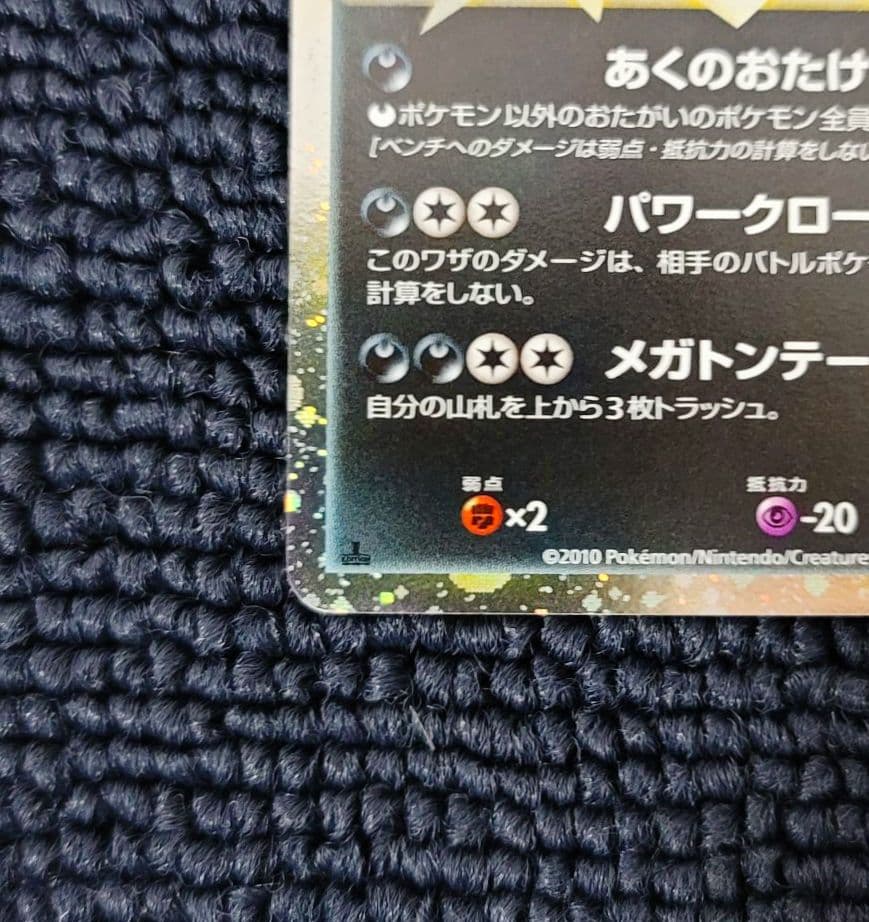 あくのおたけ
ポケモン以外のおたがいのポケモン全員
[ベンチへのダメージは弱点・抵抗力の計算をしない
パワークロー
このワザのダメージは、相手のバトルポケ
計算をしない。
メガトンテー
自分の山札を上から3枚トラッシュ。
弱点 抵抗力
×2 -20
©2010 Pokémon/Nintendo/Creature